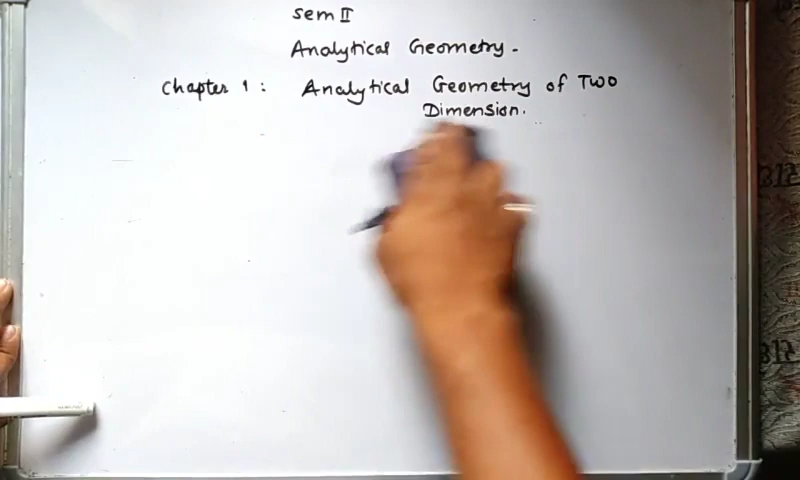 sem II
Analytical Geometry.
Chapter 1 : Analytical Geometry of Two
Dimension.